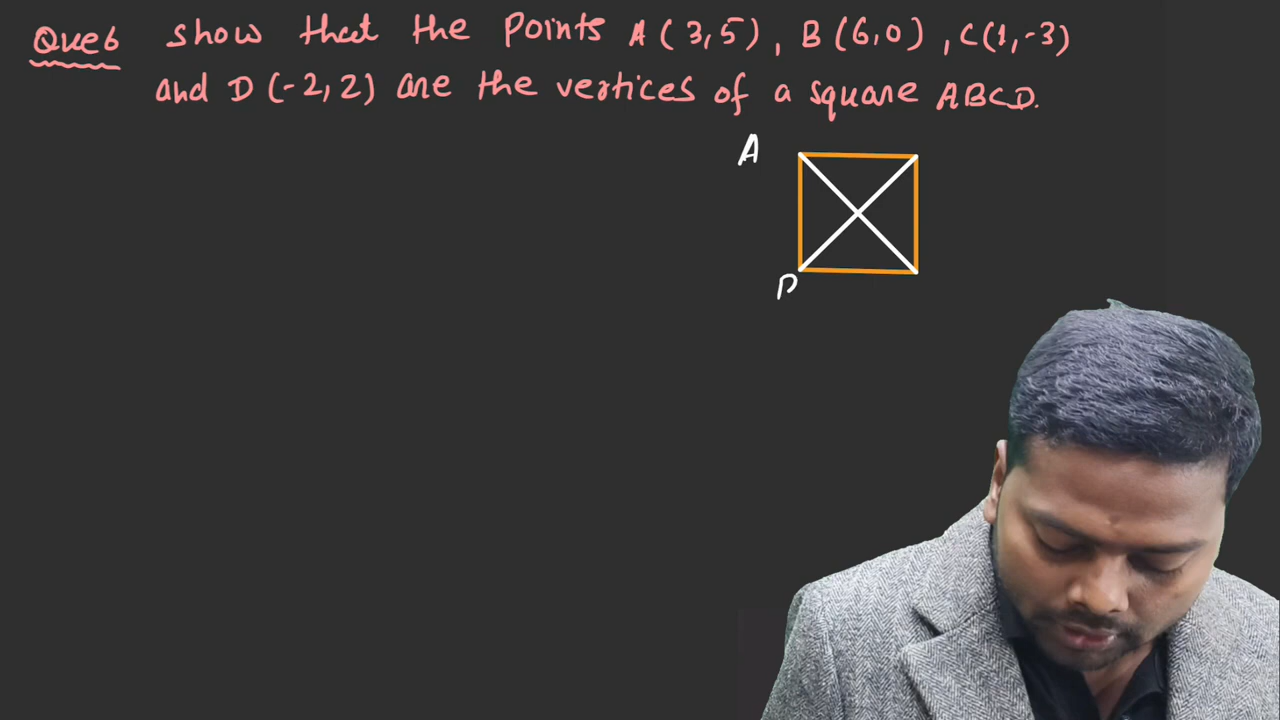 Que6 show that the points A(3,5), B(6,0), C(1,-3)
and D(-2,2) are the vertices of a square ABCD.
A
D